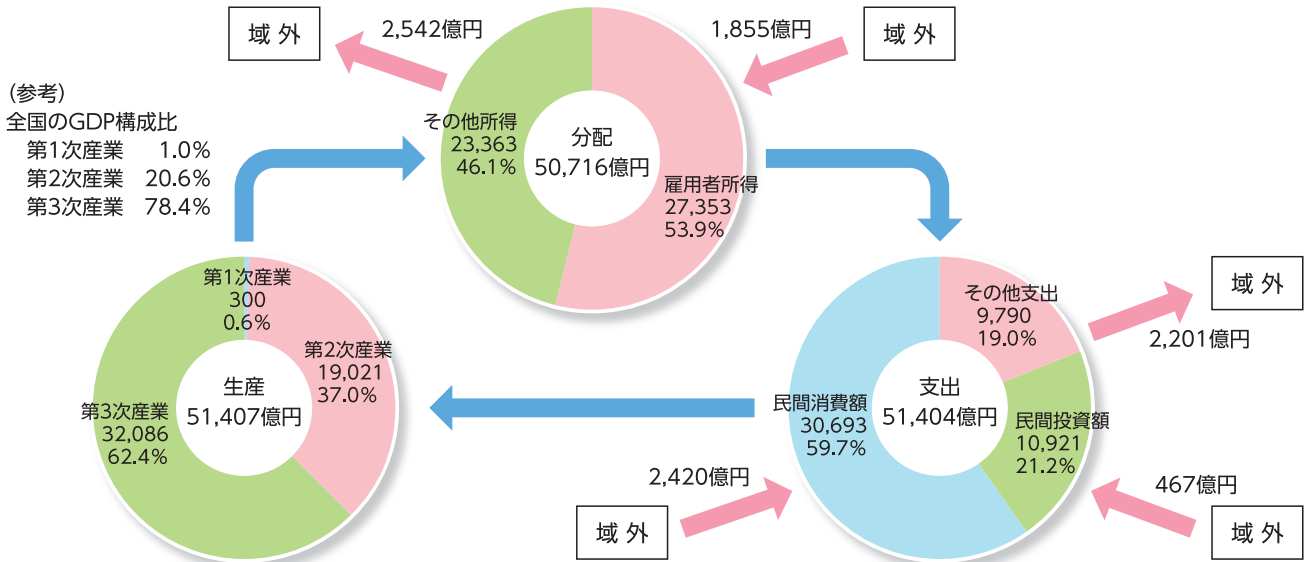 域外
2,542億円
1,855億円
域外
（参考）
全国のGDP構成比
第1次産業 1.0%
第2次産業 20.6%
第3次産業 78.4%
その他所得
23,363
46.1%
分配
50,716億円
雇用者所得
27,353
53.9%
第1次産業
300
0.6%
第2次産業
19,021
37.0%
生産
51,407億円
第3次産業
32,086
62.4%
その他支出
9,790
19.0%
域外
2,201億円
支出
51,404億円
民間消費額
30,693
59.7%
民間投資額
10,921
21.2%
2,420億円
域外
467億円
域外